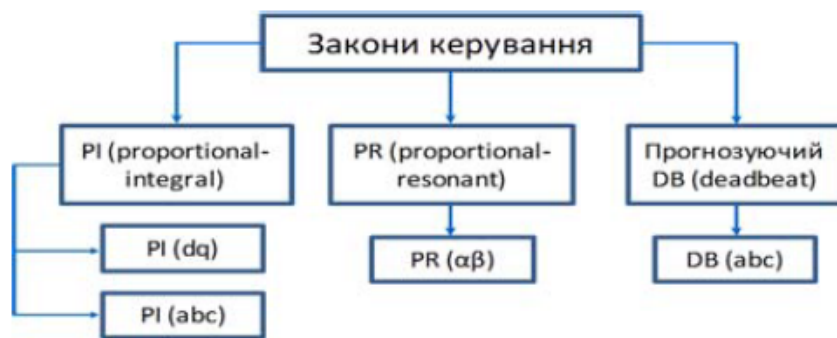 Закони керування
PI (proportional-
integral)
PR (proportional-
resonant)
Прогнозуючий
DB (deadbeat)
PI (dq)
PR (αβ)
DB (abc)
PI (abc)